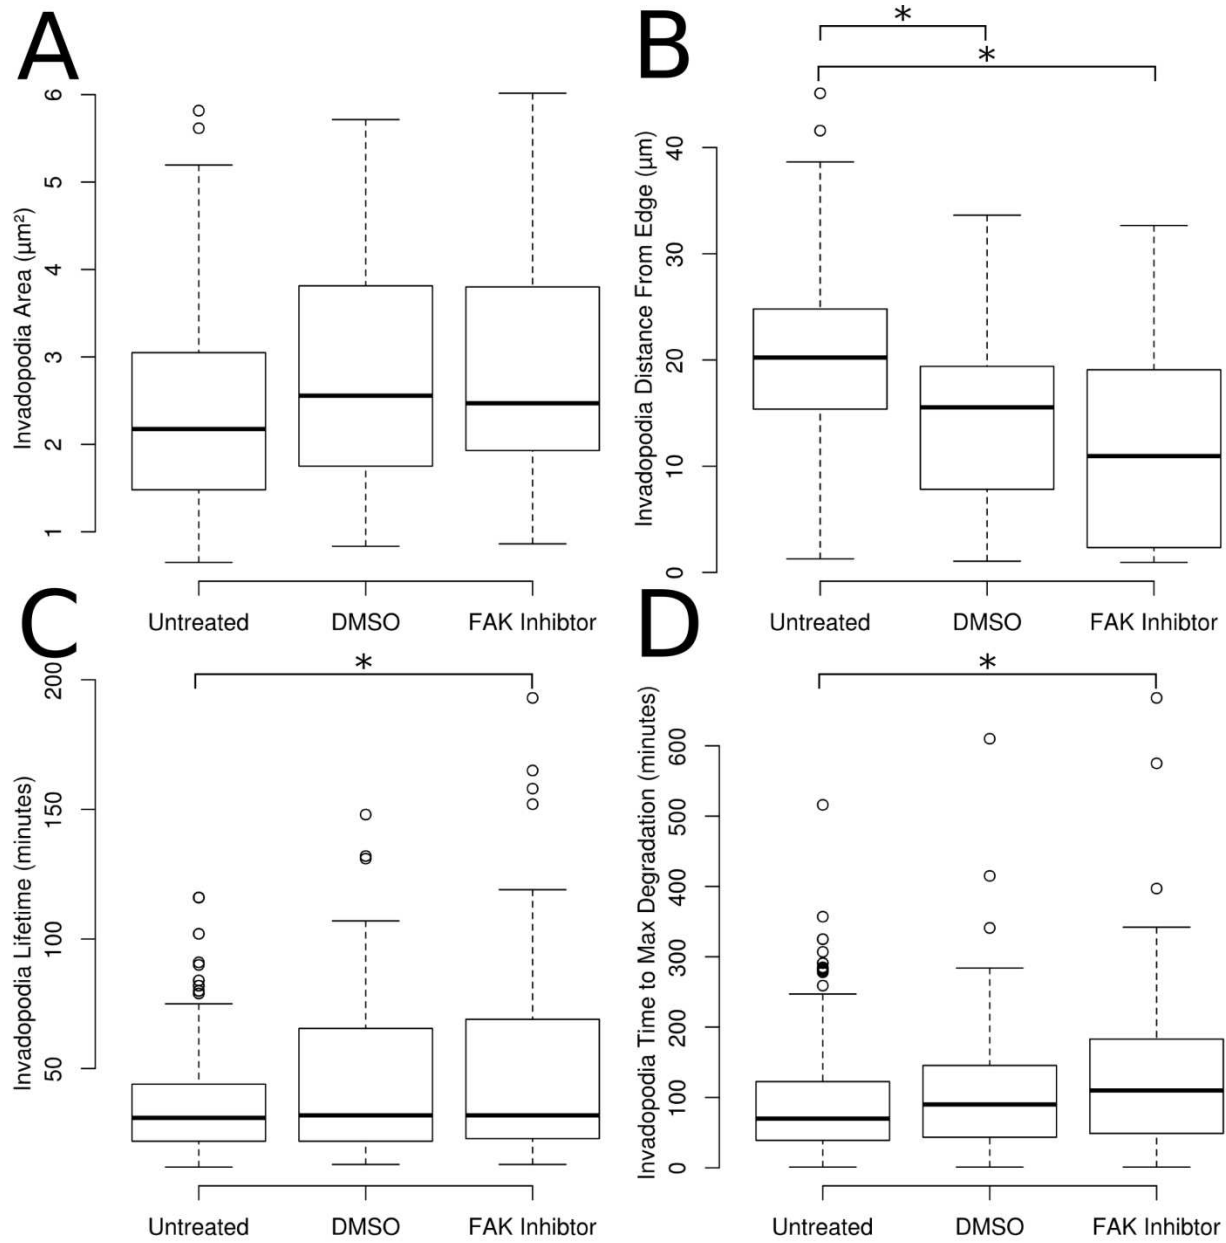 A
Invadopodia Area (µm²)
1
2
3
4
5
6
Untreated
DMSO
FAK Inhibtor
B
*
*
Invadopodia Distance From Edge (µm)
0
10
20
30
40
Untreated
DMSO
FAK Inhibtor
C
*
Invadopodia Lifetime (minutes)
50
100
150
200
Untreated
DMSO
FAK Inhibtor
D
*
Invadopodia Time to Max Degradation (minutes)
0
100
200
300
400
500
600
Untreated
DMSO
FAK Inhibtor